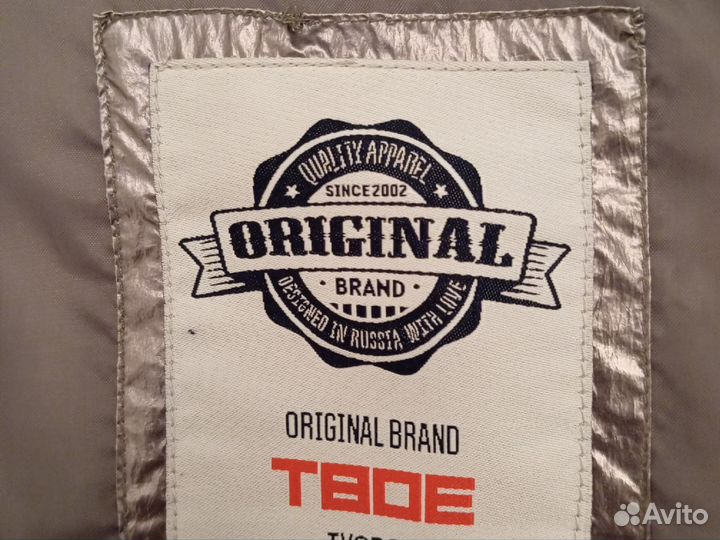 QUALITY APPAREL
SINCE 2002
ORIGINAL
· BRAND ·
DESIGNED IN RUSSIA WITH LOVE
ORIGINAL BRAND
ТВОЕ
Avito